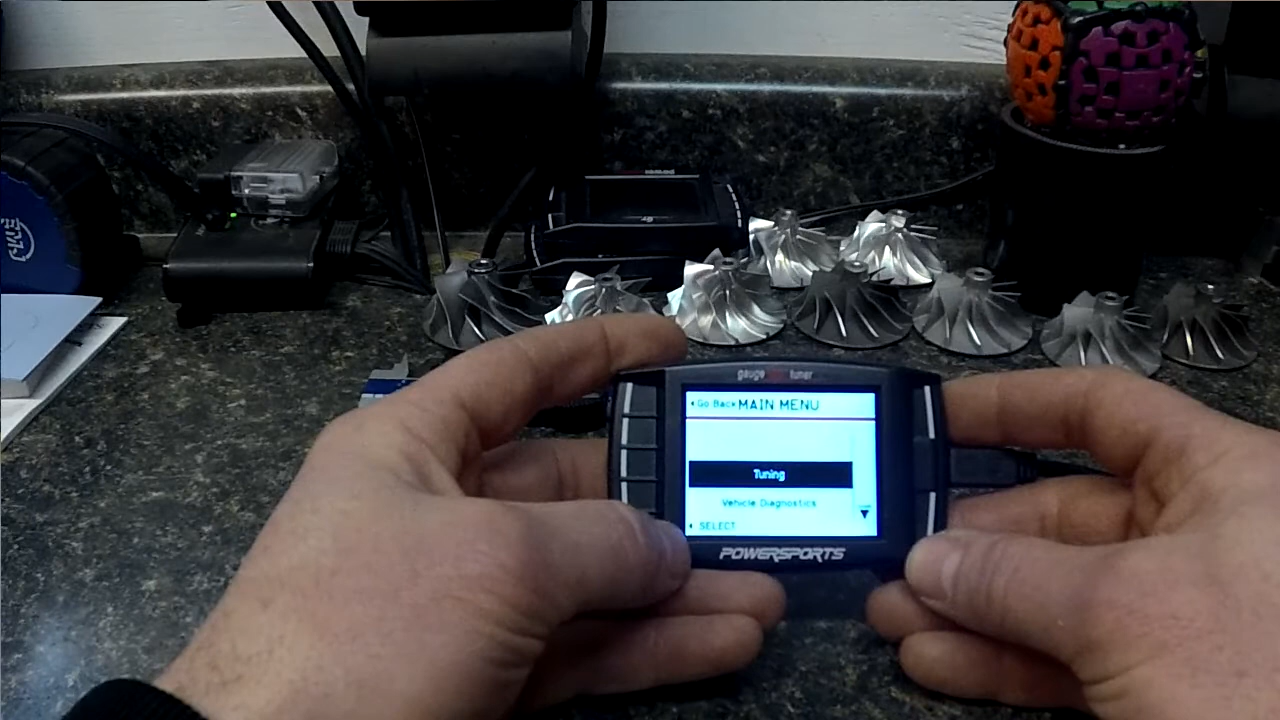 gauge tuner
Go Back MAIN MENU
Tuning
Vehicle Diagnostics
SELECT
POWERSPORTS